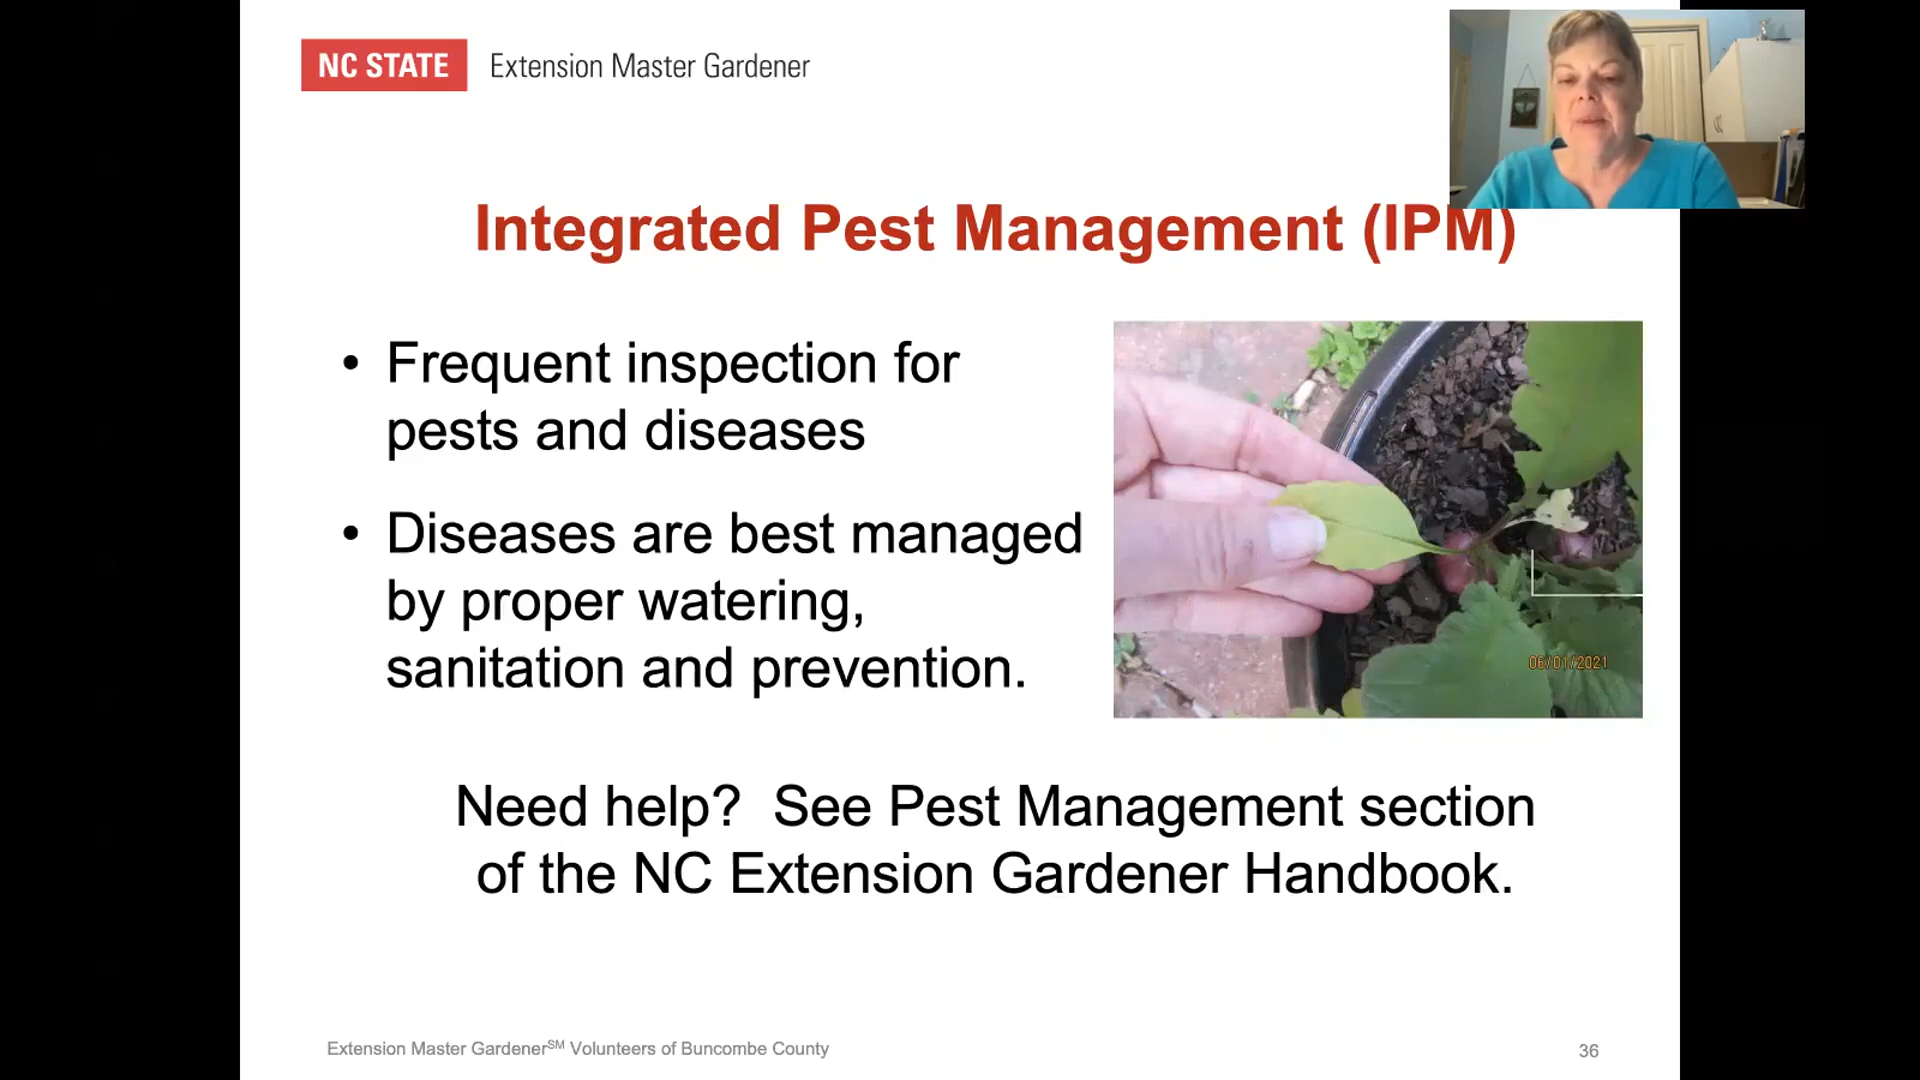 NC STATE Extension Master Gardener
Integrated Pest Management (IPM)
• Frequent inspection for
pests and diseases
• Diseases are best managed
by proper watering,
sanitation and prevention.
06/01/2021
Need help? See Pest Management section
of the NC Extension Gardener Handbook.
Extension Master GardenerSM Volunteers of Buncombe County
36